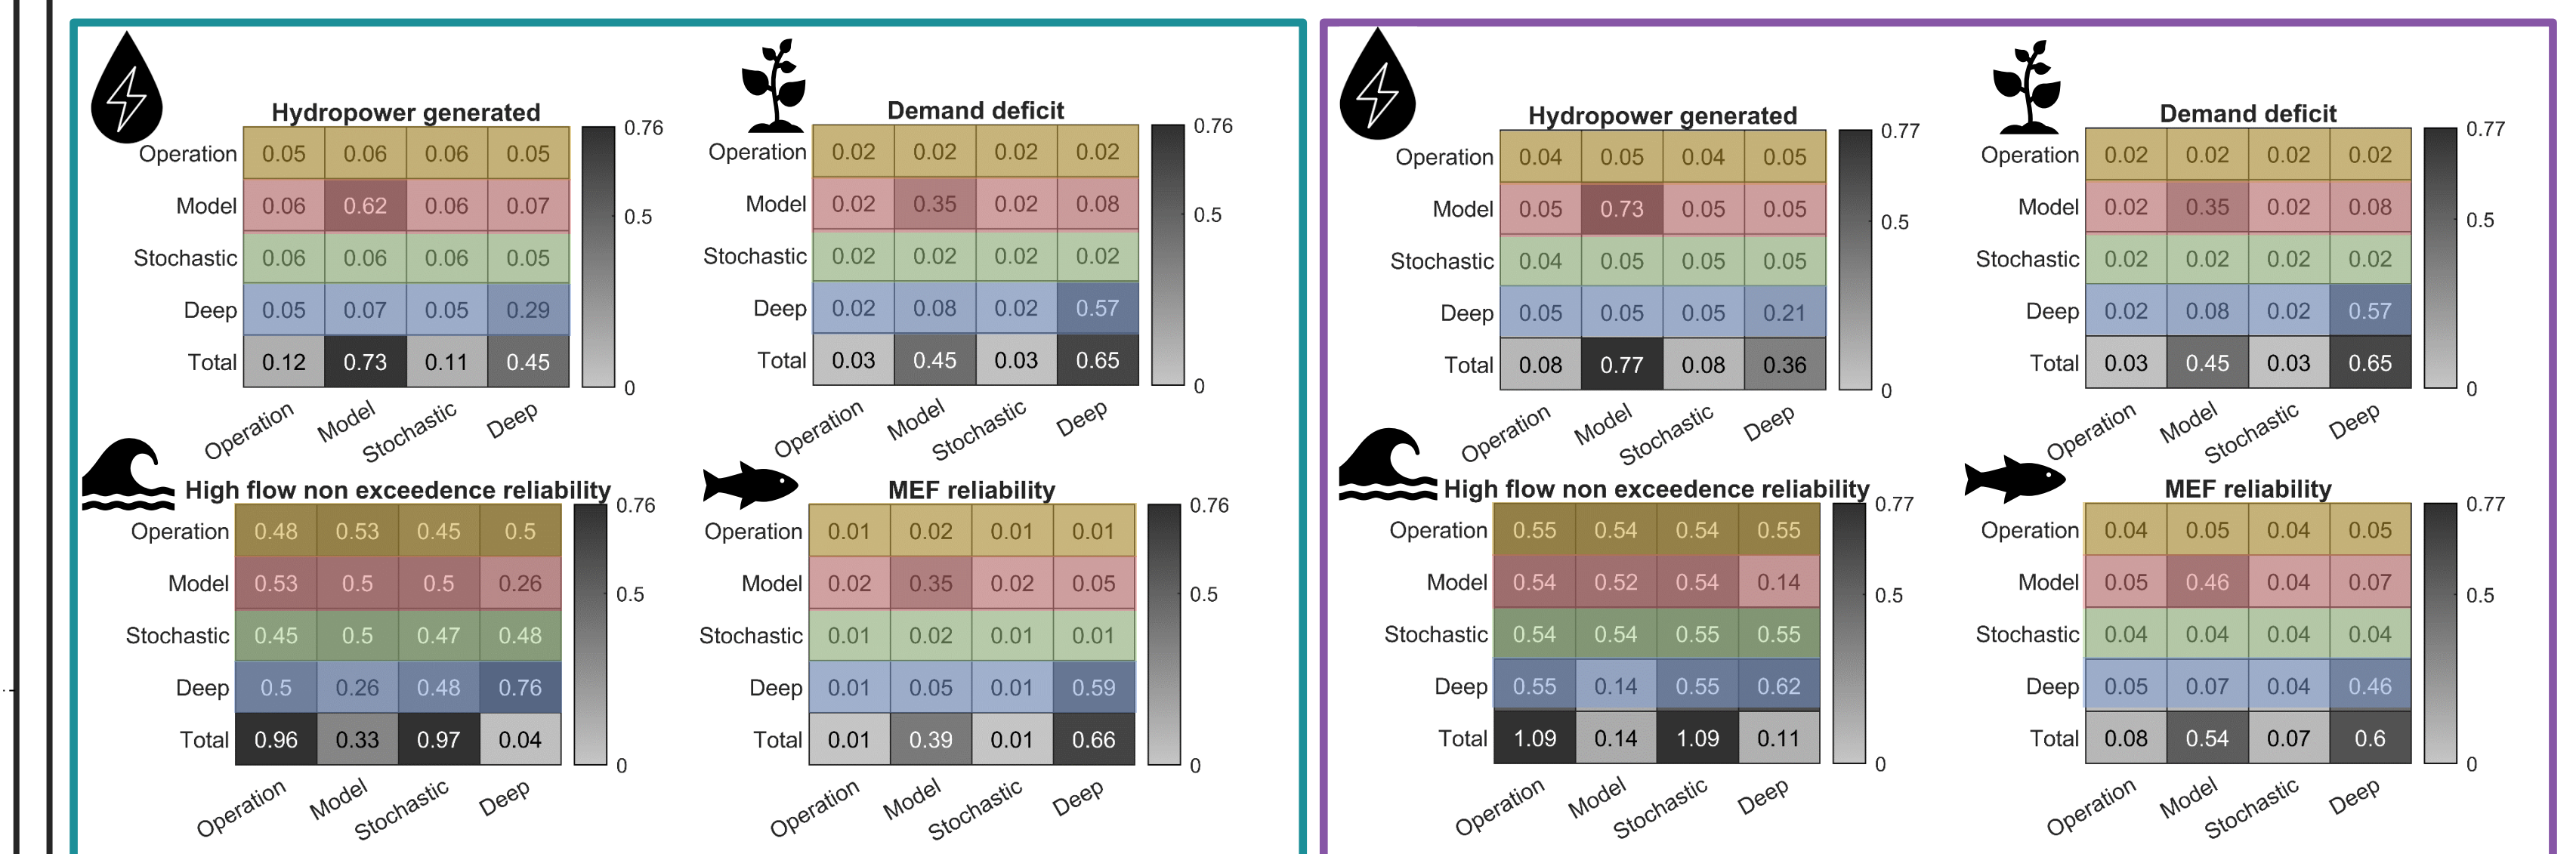 Hydropower generated
0.76
Operation 0.05 0.06 0.06 0.05
Model 0.06 0.62 0.06 0.07
0.5
Stochastic 0.06 0.06 0.06 0.05
Deep 0.05 0.07 0.05 0.29
Total 0.12 0.73 0.11 0.45
0
Operation Model Stochastic Deep
Demand deficit
0.76
Operation 0.02 0.02 0.02 0.02
Model 0.02 0.35 0.02 0.08
0.5
Stochastic 0.02 0.02 0.02 0.02
Deep 0.02 0.08 0.02 0.57
Total 0.03 0.45 0.03 0.65
0
Operation Model Stochastic Deep
High flow non exceedence reliability
0.76
Operation 0.48 0.53 0.45 0.5
Model 0.53 0.5 0.5 0.26
0.5
Stochastic 0.45 0.5 0.47 0.48
Deep 0.5 0.26 0.48 0.76
Total 0.96 0.33 0.97 0.04
0
Operation Model Stochastic Deep
MEF reliability
0.76
Operation 0.01 0.02 0.01 0.01
Model 0.02 0.35 0.02 0.05
0.5
Stochastic 0.01 0.02 0.01 0.01
Deep 0.01 0.05 0.01 0.59
Total 0.01 0.39 0.01 0.66
0
Operation Model Stochastic Deep
Hydropower generated
0.77
Operation 0.04 0.05 0.04 0.05
Model 0.05 0.73 0.05 0.05
0.5
Stochastic 0.04 0.05 0.05 0.05
Deep 0.05 0.05 0.05 0.21
Total 0.08 0.77 0.08 0.36
0
Operation Model Stochastic Deep
Demand deficit
0.77
Operation 0.02 0.02 0.02 0.02
Model 0.02 0.35 0.02 0.08
0.5
Stochastic 0.02 0.02 0.02 0.02
Deep 0.02 0.08 0.02 0.57
Total 0.03 0.45 0.03 0.65
0
Operation Model Stochastic Deep
High flow non exceedence reliability
0.77
Operation 0.55 0.54 0.54 0.55
Model 0.54 0.52 0.54 0.14
0.5
Stochastic 0.54 0.54 0.55 0.55
Deep 0.55 0.14 0.55 0.62
Total 1.09 0.14 1.09 0.11
0
Operation Model Stochastic Deep
MEF reliability
0.77
Operation 0.04 0.05 0.04 0.05
Model 0.05 0.46 0.04 0.07
0.5
Stochastic 0.04 0.04 0.04 0.04
Deep 0.05 0.07 0.04 0.46
Total 0.08 0.54 0.07 0.6
0
Operation Model Stochastic Deep